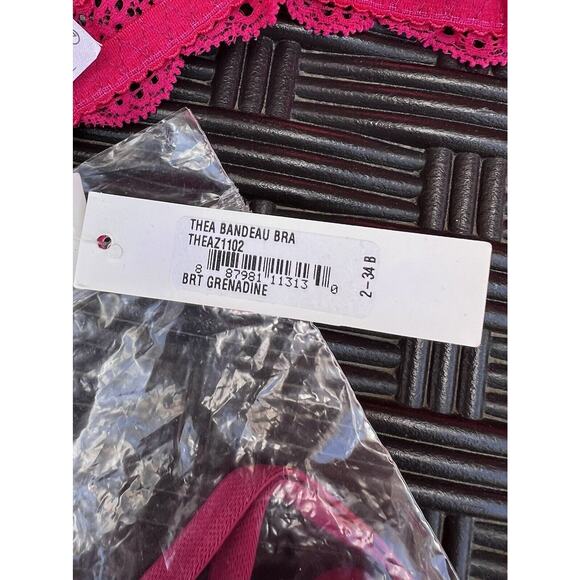 THEA BANDEAU BRA
THEAZ1102
8 87981 11313 0
BRT GRENADINE
2-34 B